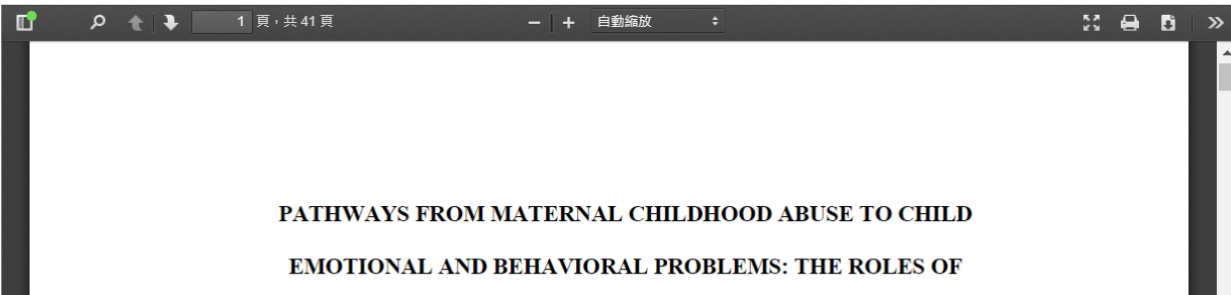 1 頁，共 41 頁
自動縮放
PATHWAYS FROM MATERNAL CHILDHOOD ABUSE TO CHILD
EMOTIONAL AND BEHAVIORAL PROBLEMS: THE ROLES OF